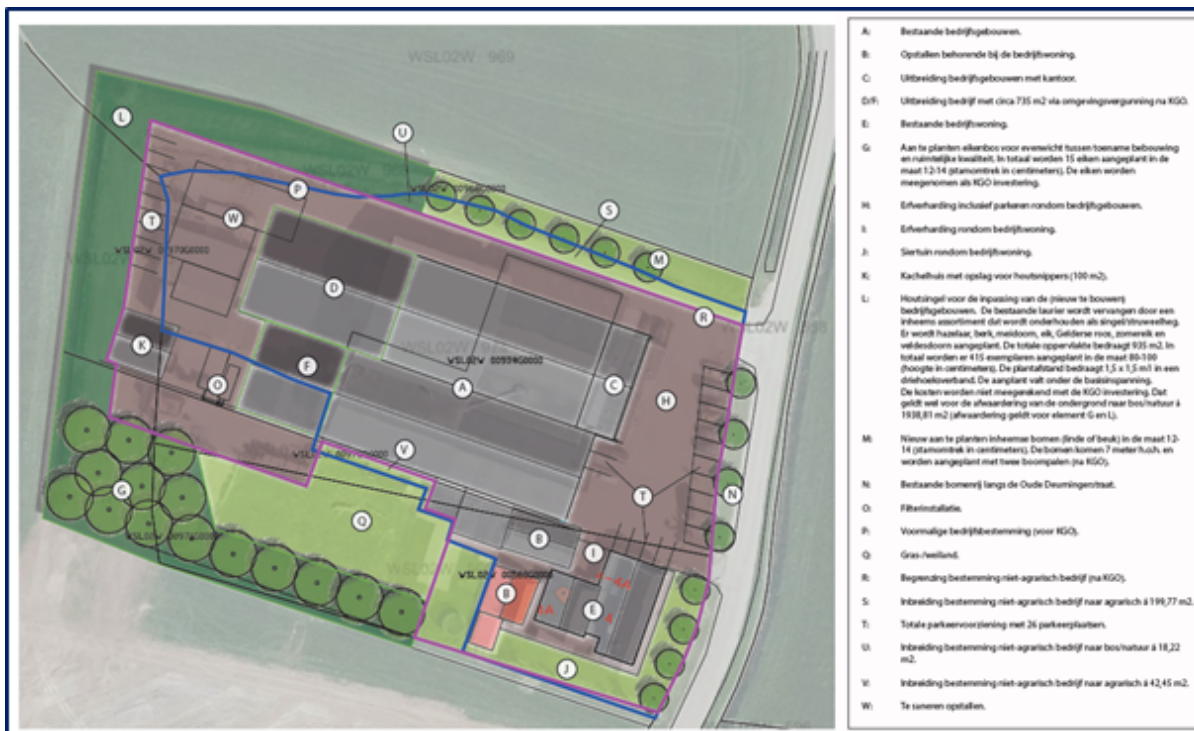 WSL02W 969
A: Bestaande bedrijfsgebouwen.
B: Opstallen behorende bij de bedrijfswoning.
C: Uitbreiding bedrijfsgebouwen met kantoor.
D/F: Uitbreiding bedrijf met circa 735 m2 via omgevingsvergunning na KGO.
E: Bestaande bedrijfswoning.
G: Aan te planten eikenbos voor evenwicht tussen toename bebouwing
en ruimtelijke kwaliteit. In totaal worden 15 eiken aangeplant in de
maat 12-14 (stamomtrek in centimeters). De eiken worden
meegenomen als KGO investering.
H: Erfverharding inclusief parkeren rondom bedrijfsgebouwen.
I: Erfverharding rondom bedrijfswoning.
J: Siertuin rondom bedrijfswoning.
K: Kachelhuis met opslag voor houtsnippers (100 m2).
L: Houtsingel voor de inpassing van de (nieuw te bouwen)
bedrijfsgebouwen. De bestaande laurier wordt vervangen door een
inheems assortiment dat wordt onderhouden als singel/struweelheg.
Er wordt hazelaar, berk, meidoorn, eik, Gelderse roos, zomereik en
veldesdoorn aangeplant. De totale oppervlakte bedraagt 935 m2. In
totaal worden er 415 exemplaren aangeplant in de maat 80-100
(hoogte in centimeters). De plantafstand bedraagt 1,5 x 1,5 m1 in een
driehoeksverband. De aanplant valt onder de basisinspanning.
De kosten worden niet meegerekend met de KGO investering. Dat
geldt wel voor de afwaardering van de ondergrond naar bos/natuur á
1938,81 m2 (afwaardering geldt voor element G en L).
M: Nieuw aan te planten inheemse bomen (linde of beuk) in de maat 12-
14 (stamomtrek in centimeters). De bomen komen 7 meter h.o.h. en
worden aangeplant met twee boompalen (na KGO).
N: Bestaande bomenrij langs de Oude Deurningerstraat.
O: Filterinstallatie.
P: Voormalige bedrijfsbestemming (voor KGO).
Q: Gras-/weiland.
R: Begrenzing bestemming niet-agrarisch bedrijf (na KGO).
S: Inbreiding bestemming niet-agrarisch bedrijf naar agrarisch á 199,77 m2.
T: Totale parkeervoorziening met 26 parkeerplaatsen.
U: Inbreiding bestemming niet-agrarisch bedrijf naar bos/natuur á 18,22
m2.
V: Inbreiding bestemming niet-agrarisch bedrijf naar agrarisch á 42,45 m2.
W: Te saneren opstallen.
L
U
P
S
T
W
M
D
R
K
F
O
A
C
H
V
T
N
G
Q
B
I
B
E
J